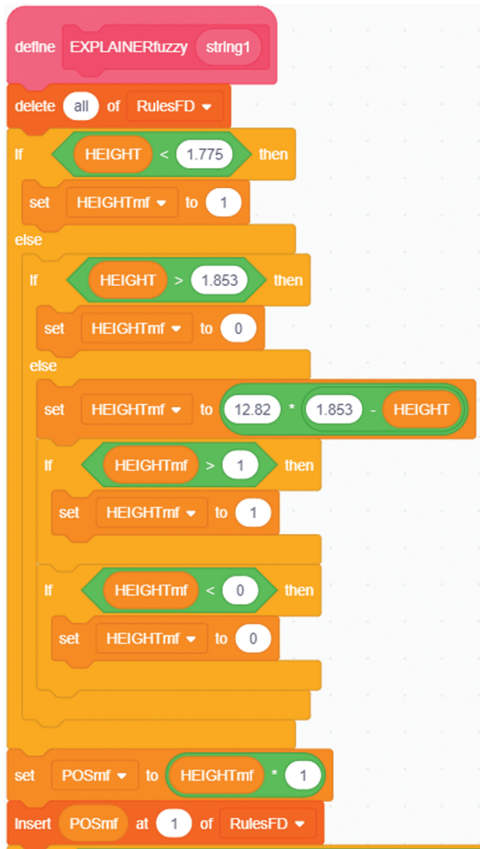 define EXPLAINERfuzzy string1
delete all of RulesFD
If HEIGHT < 1.775 then
set HEIGHTmf to 1
else
If HEIGHT > 1.853 then
set HEIGHTmf to 0
else
set HEIGHTmf to 12.82 * 1.853 - HEIGHT
If HEIGHTmf > 1 then
set HEIGHTmf to 1
If HEIGHTmf < 0 then
set HEIGHTmf to 0
set POSmf to HEIGHTmf * 1
Insert POSmf at 1 of RulesFD